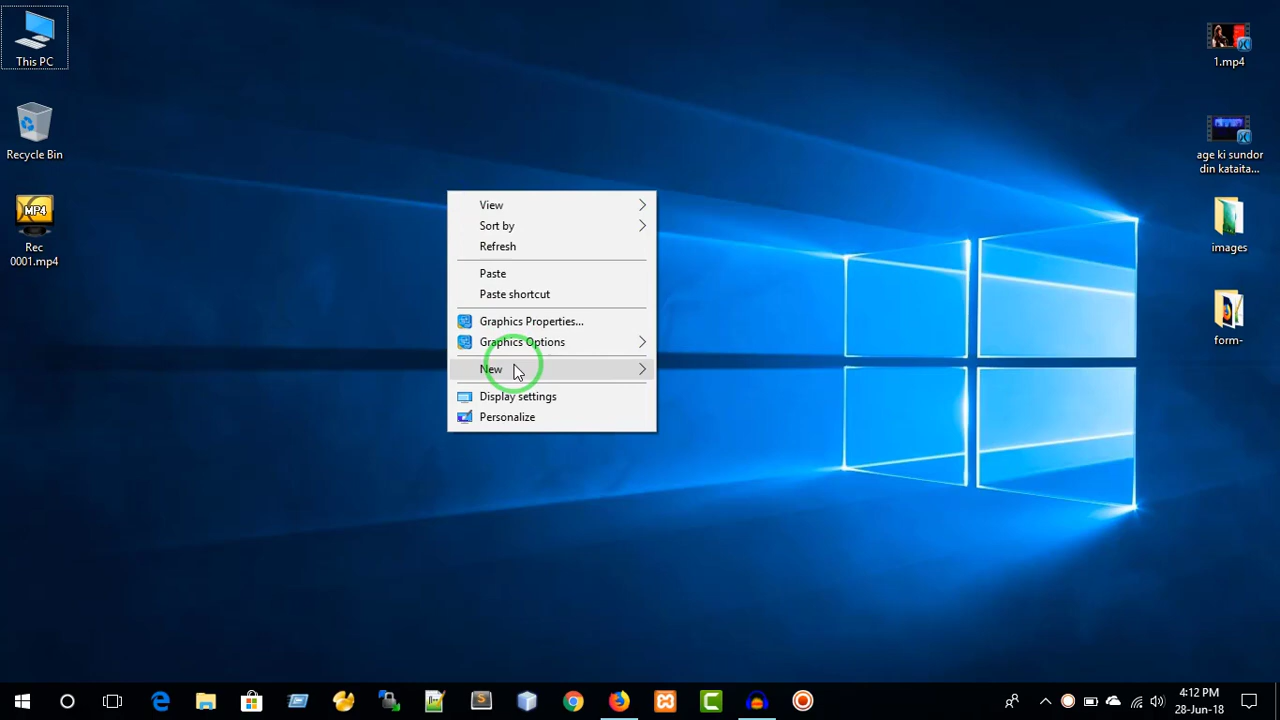 This PC
Recycle Bin
MP4
Rec
0001.mp4
View
Sort by
Refresh
Paste
Paste shortcut
Graphics Properties...
Graphics Options
New
Display settings
Personalize
1.mp4
age ki sundor
din kataita...
images
form-
4:12 PM
28-Jun-18